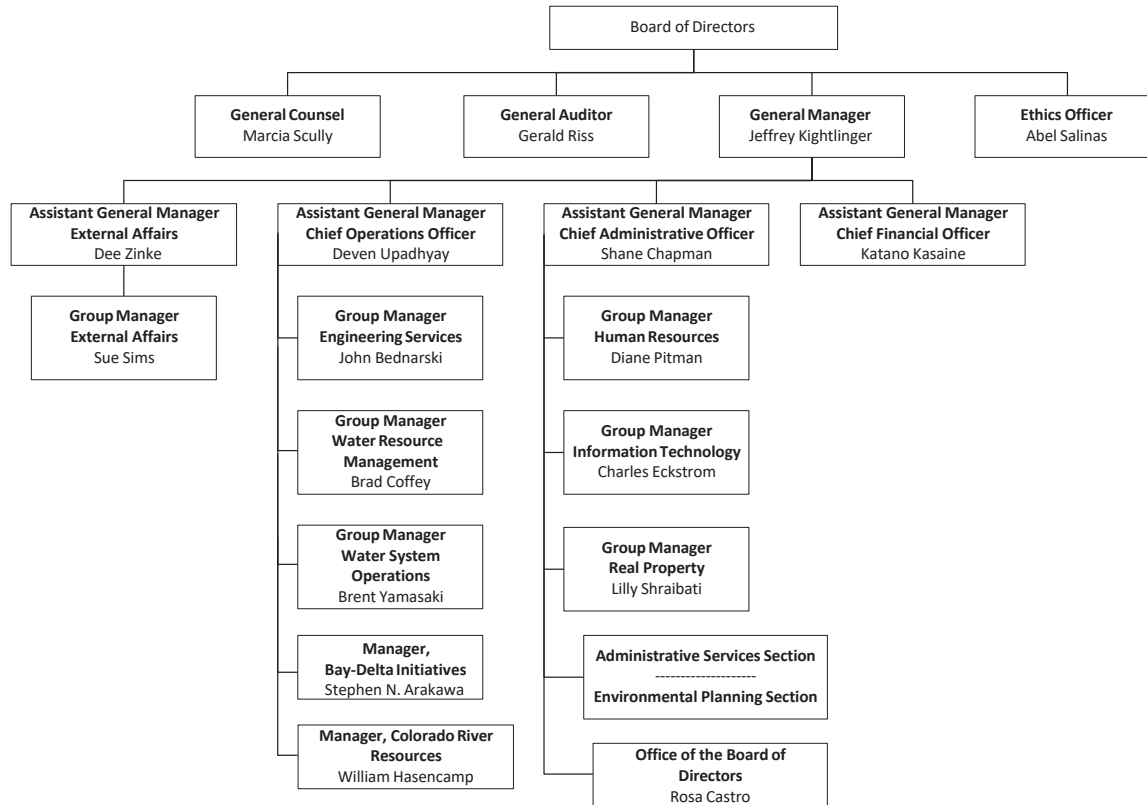 Board of Directors
General Counsel
Marcia Scully
General Auditor
Gerald Riss
General Manager
Jeffrey Kightlinger
Ethics Officer
Abel Salinas
Assistant General Manager
External Affairs
Dee Zinke
Assistant General Manager
Chief Operations Officer
Deven Upadhyay
Assistant General Manager
Chief Administrative Officer
Shane Chapman
Assistant General Manager
Chief Financial Officer
Katano Kasaine
Group Manager
External Affairs
Sue Sims
Group Manager
Engineering Services
John Bednarski
Group Manager
Human Resources
Diane Pitman
Group Manager
Water Resource
Management
Brad Coffey
Group Manager
Information Technology
Charles Eckstrom
Group Manager
Water System
Operations
Brent Yamasaki
Group Manager
Real Property
Lilly Shraibati
Manager,
Bay-Delta Initiatives
Stephen N. Arakawa
Administrative Services Section
--------------------
Environmental Planning Section
Manager, Colorado River
Resources
William Hasencamp
Office of the Board of
Directors
Rosa Castro